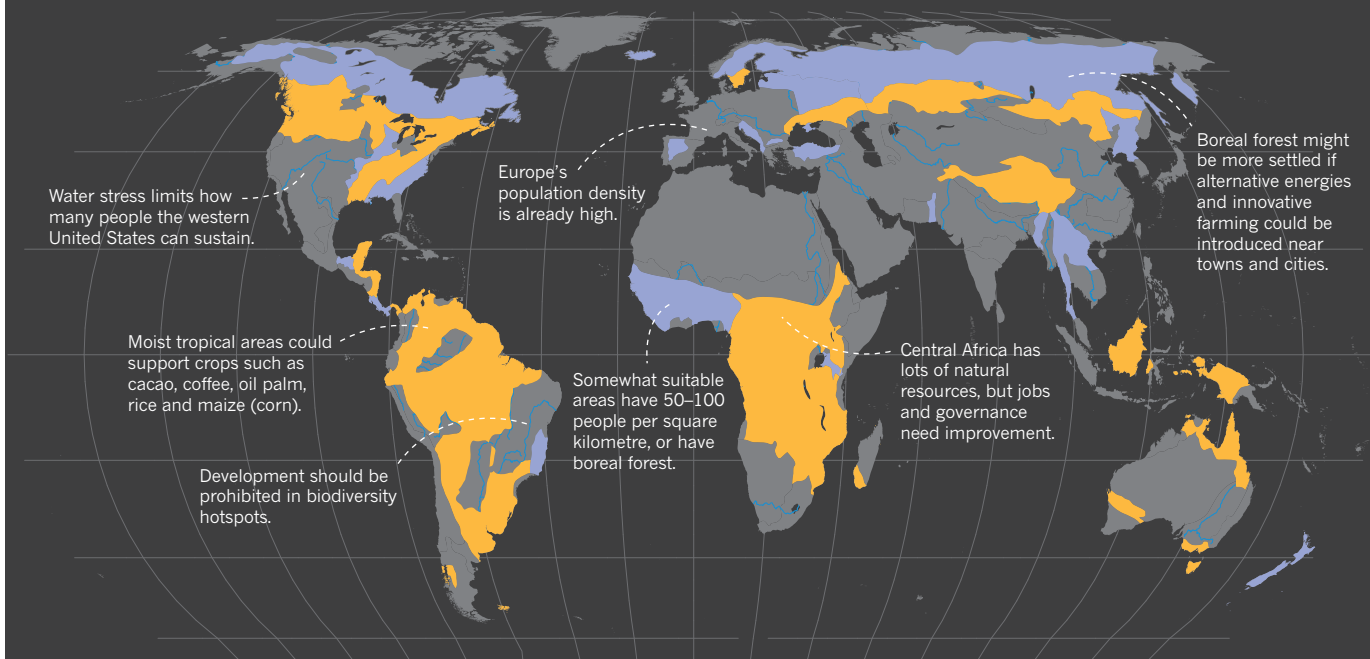 Water stress limits how
many people the western
United States can sustain.
Europe's
population density
is already high.
Boreal forest might
be more settled if
alternative energies
and innovative
farming could be
introduced near
towns and cities.
Moist tropical areas could
support crops such as
cacao, coffee, oil palm,
rice and maize (corn).
Development should be
prohibited in biodiversity
hotspots.
Somewhat suitable
areas have 50–100
people per square
kilometre, or have
boreal forest.
Central Africa has
lots of natural
resources, but jobs
and governance
need improvement.